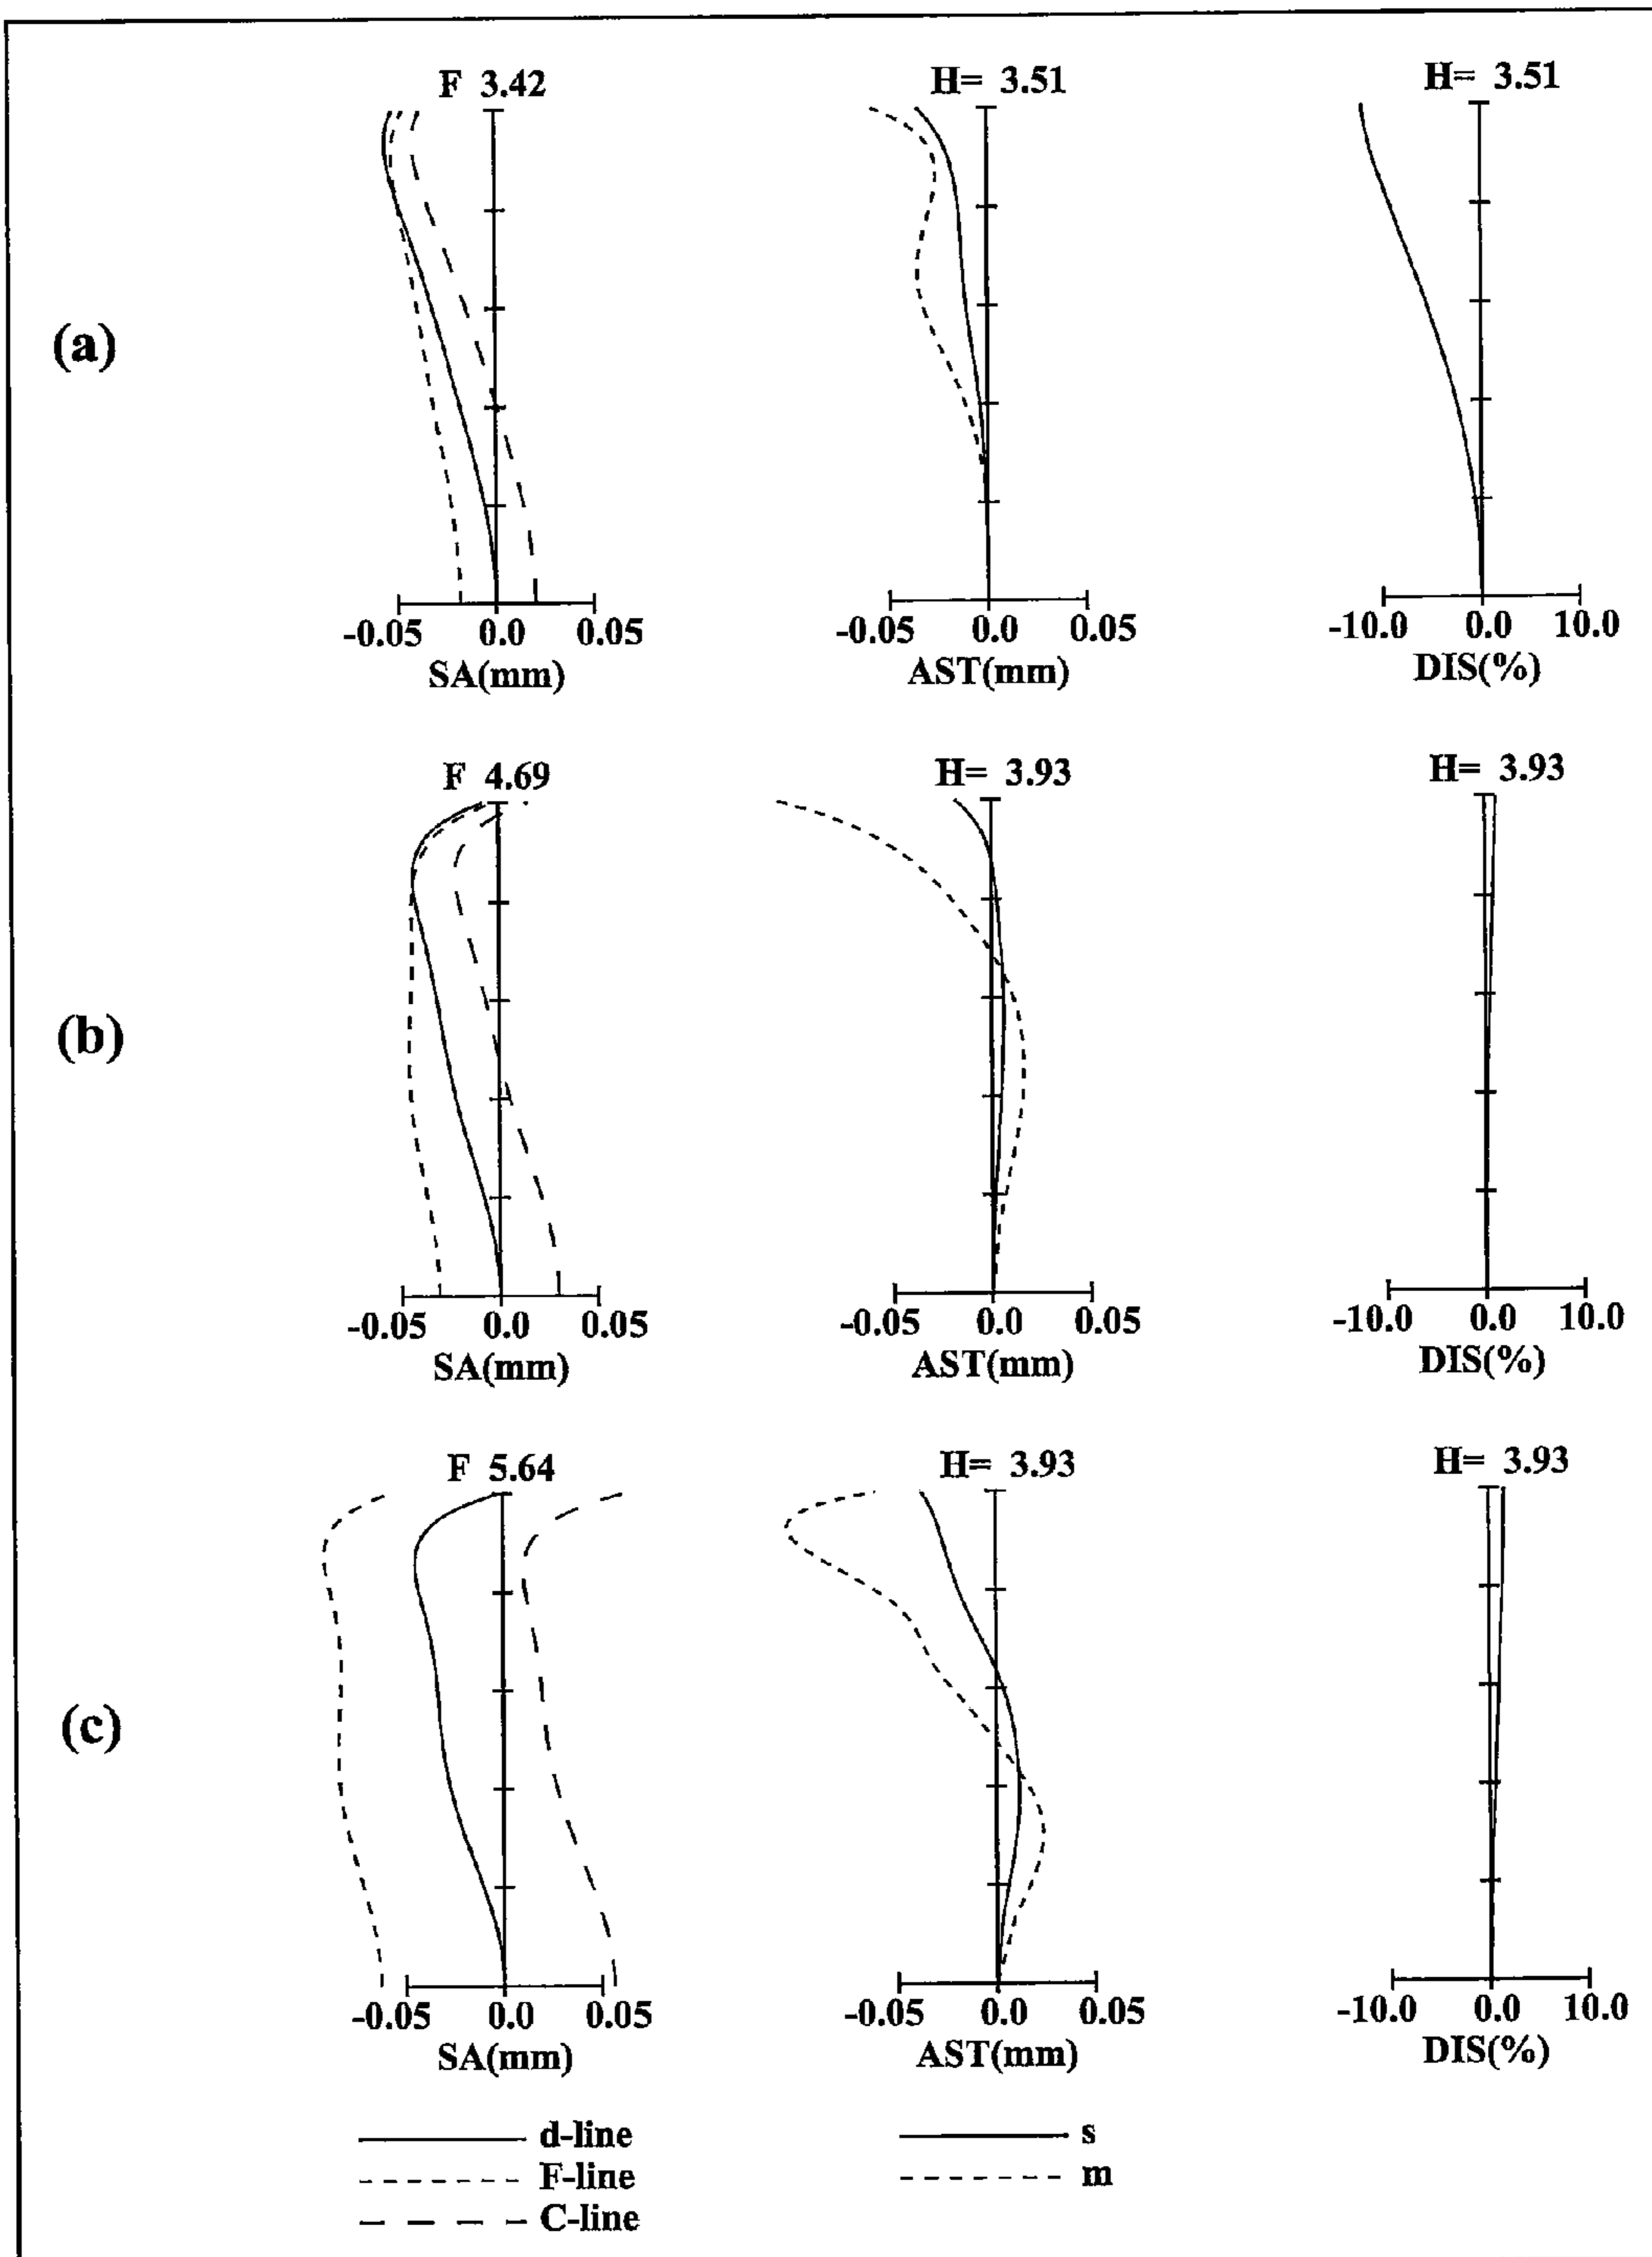 F 3.42 H= 3.51 H= 3.51
(a)
-0.05 0.0 0.05 -0.05 0.0 0.05 -10.0 0.0 10.0
SA(mm) AST(mm) DIS(%)
F 4.69 H= 3.93 H= 3.93
(b)
-0.05 0.0 0.05 -0.05 0.0 0.05 -10.0 0.0 10.0
SA(mm) AST(mm) DIS(%)
F 5.64 H= 3.93 H= 3.93
(c)
-0.05 0.0 0.05 -0.05 0.0 0.05 -10.0 0.0 10.0
SA(mm) AST(mm) DIS(%)
d-line s
F-line m
C-line